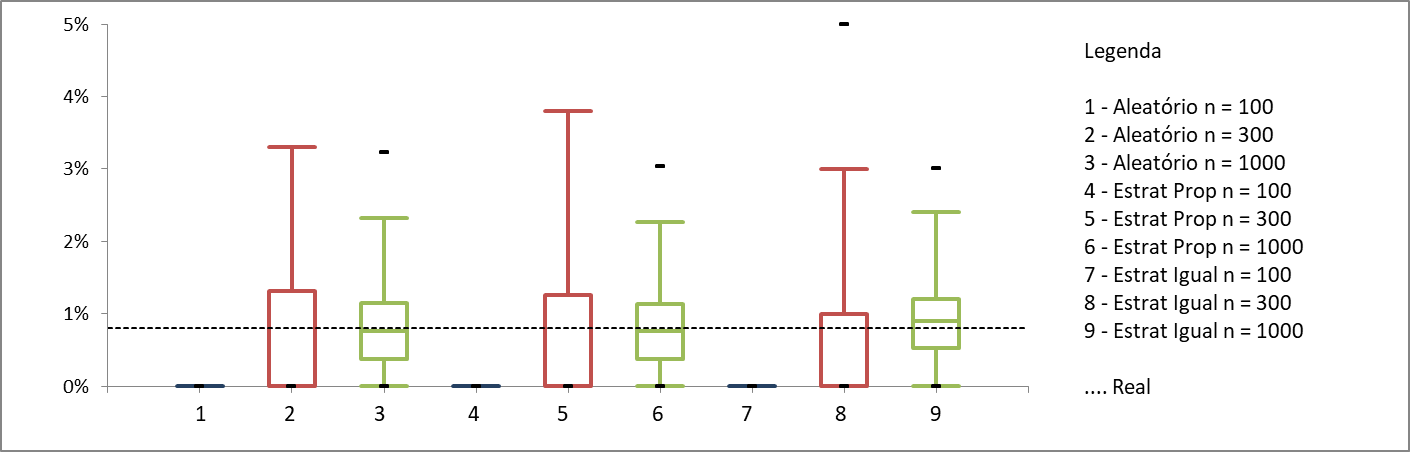 5%
4%
3%
2%
1%
0%
1 2 3 4 5 6 7 8 9
Legenda
1 - Aleatório n = 100
2 - Aleatório n = 300
3 - Aleatório n = 1000
4 - Estrat Prop n = 100
5 - Estrat Prop n = 300
6 - Estrat Prop n = 1000
7 - Estrat Igual n = 100
8 - Estrat Igual n = 300
9 - Estrat Igual n = 1000
.... Real